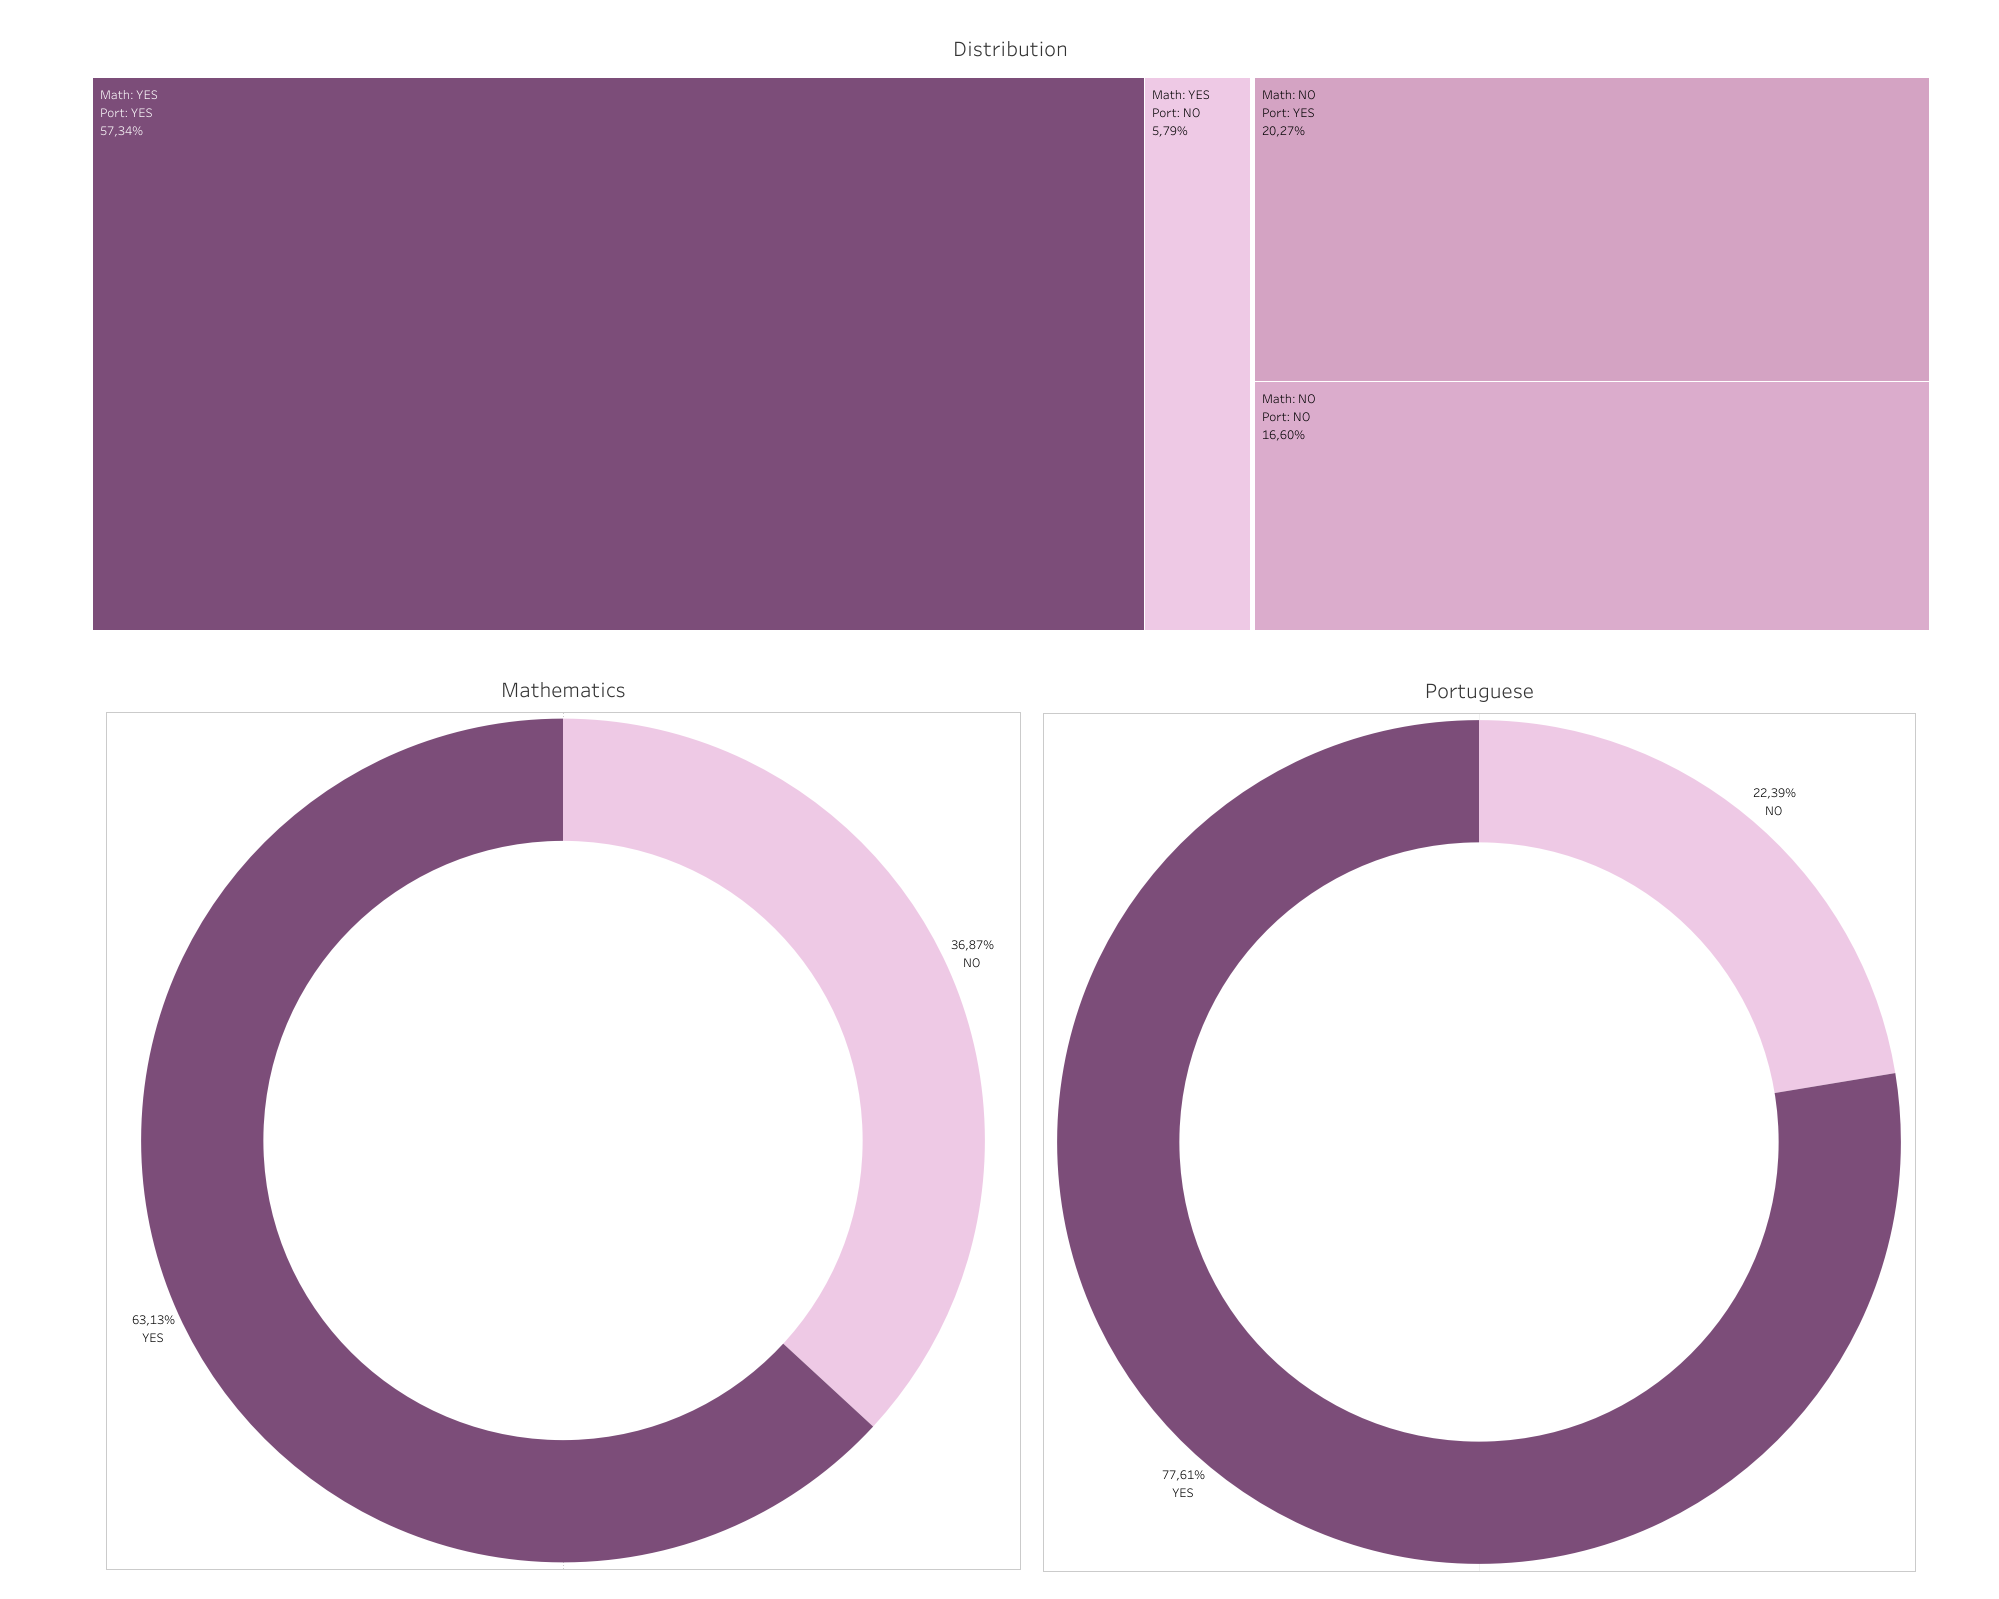 Distribution
Math: YES
Port: YES
57,34%
Math: YES
Port: NO
5,79%
Math: NO
Port: YES
20,27%
Math: NO
Port: NO
16,60%
Mathematics
36,87%
NO
63,13%
YES
Portuguese
22,39%
NO
77,61%
YES